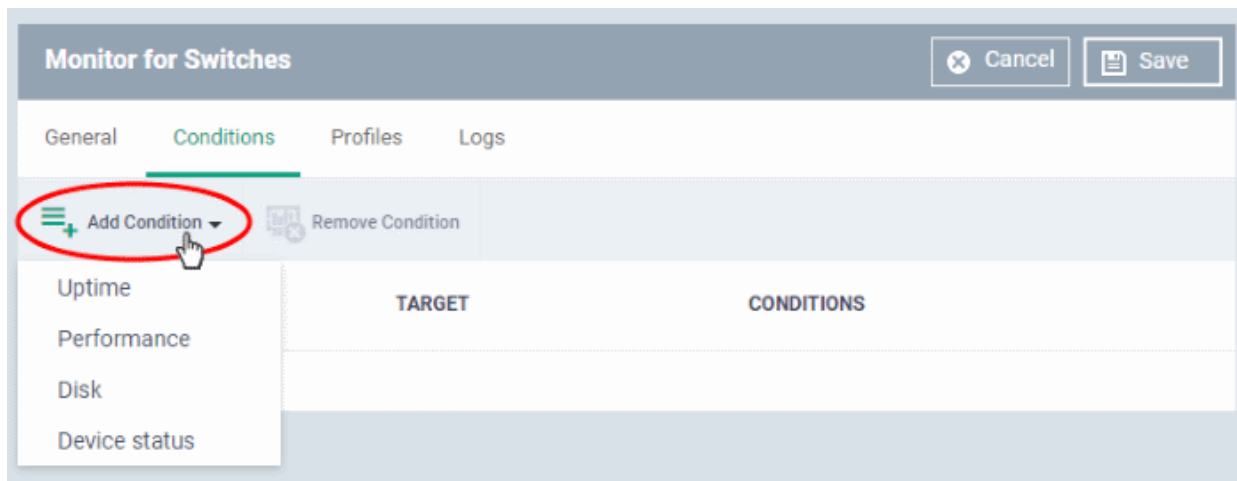 Monitor for Switches Cancel Save
General Conditions Profiles Logs
Add Condition Remove Condition
Uptime
TARGET CONDITIONS
Performance
Disk
Device status